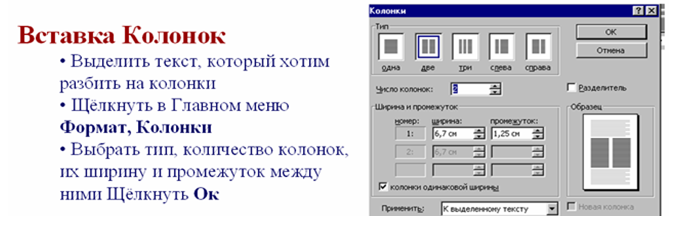 Вставка Колонок
• Выделить текст, который хотим
разбить на колонки
• Щёлкнуть в Главном меню
Формат, Колонки
• Выбрать тип, количество колонок,
их ширину и промежуток между
ними Щёлкнуть Ок
Колонки
Тип
одна две три слева справа
ОК
Отмена
Число колонок: 2
Разделитель
Ширина и промежуток
номер: ширина: промежуток:
1: 6,7 см 1,25 см
2: 6,7 см
колонки одинаковой ширины
Образец
Применить: К выделенному тексту
Новая колонка